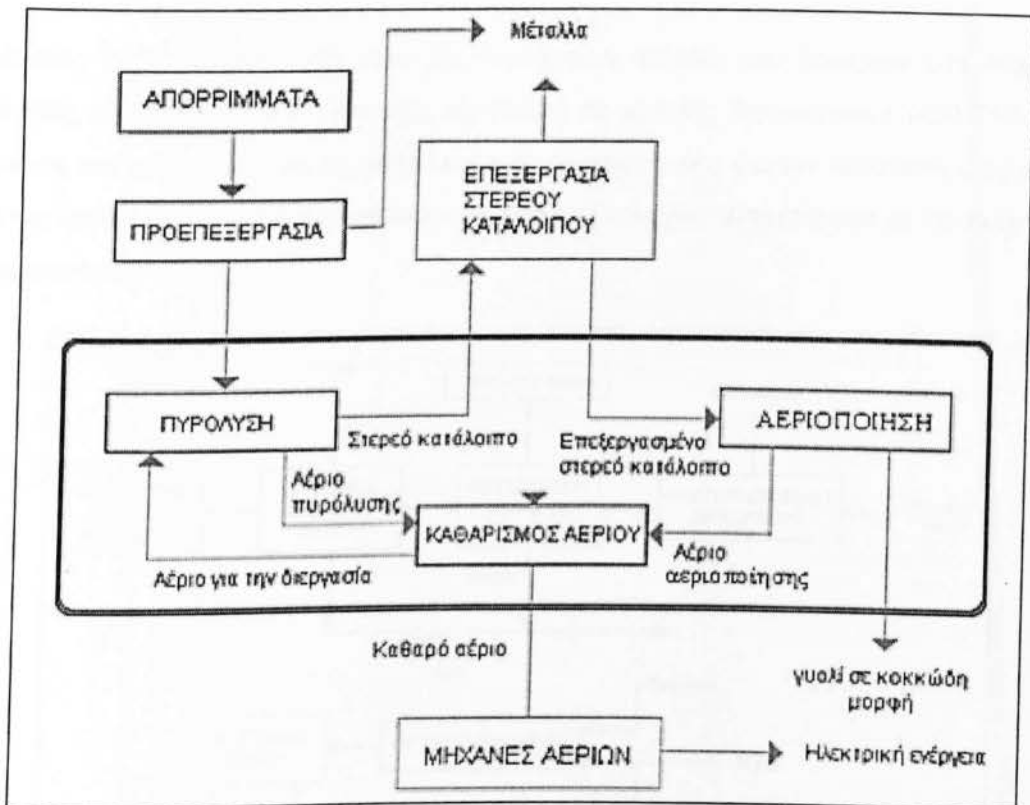 Μέταλλα
ΑΠΟΡΡΙΜΜΑΤΑ
ΕΠΕΞΕΡΓΑΣΙΑ
ΣΤΕΡΕΟΥ
ΚΑΤΑΛΟΙΠΟΥ
ΠΡΟΕΠΕΞΕΡΓΑΣΙΑ
ΠΥΡΟΛΥΣΗ
ΑΕΡΙΟΠΟΙΗΣΗ
Στερεό κατάλοιπο
Επεξεργασμένο
στερεό κατάλοιπο
Αέριο
πυρόλυσης
ΚΑΘΑΡΙΣΜΟΣ ΑΕΡΙΟΥ
Αέριο
αεριοποίησης
Αέριο για την διεργασία
Καθαρό αέριο
γυαλί σε κοκκώδη
μορφή
ΜΗΧΑΝΕΣ ΑΕΡΙΩΝ
Ηλεκτρική ενέργεια